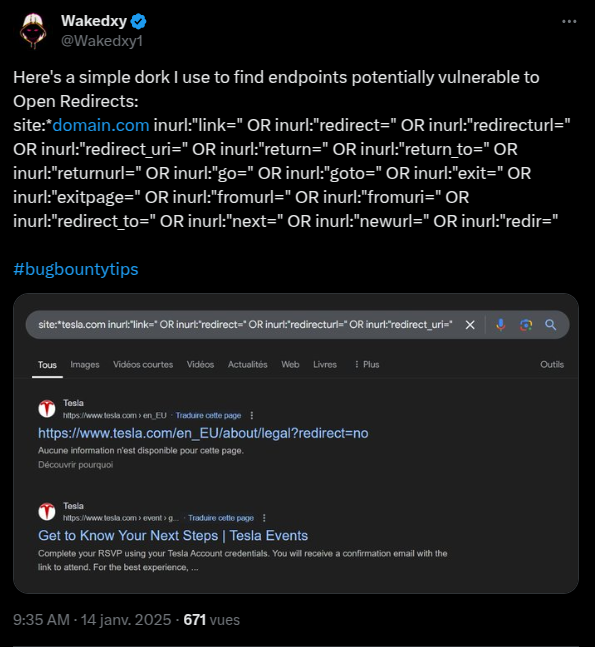 Wakedxy
@Wakedxy1
Here's a simple dork I use to find endpoints potentially vulnerable to
Open Redirects:
site:*domain.com inurl:"link=" OR inurl:"redirect=" OR inurl:"redirecturl="
OR inurl:"redirect_uri=" OR inurl:"return=" OR inurl:"return_to=" OR
inurl:"returnurl=" OR inurl:"go=" OR inurl:"goto=" OR inurl:"exit=" OR
inurl:"exitpage=" OR inurl:"fromurl=" OR inurl:"fromuri=" OR
inurl:"redirect_to=" OR inurl:"next=" OR inurl:"newurl=" OR inurl:"redir="
#bugbountytips
site:*tesla.com inurl:"link=" OR inurl:"redirect=" OR inurl:"redirecturl=" OR inurl:"redirect_uri="
Tous Images Vidéos courtes Vidéos Actualités Web Livres Plus Outils
Tesla
https://www.tesla.com › en_EU · Traduire cette page
https://www.tesla.com/en_EU/about/legal?redirect=no
Aucune information n'est disponible pour cette page.
Découvrir pourquoi
Tesla
https://www.tesla.com › event › g... · Traduire cette page
Get to Know Your Next Steps | Tesla Events
Complete your RSVP using your Tesla Account credentials. You will receive a confirmation email with the
link to attend. For the best experience, ...
9:35 AM · 14 janv. 2025 · 671 vues